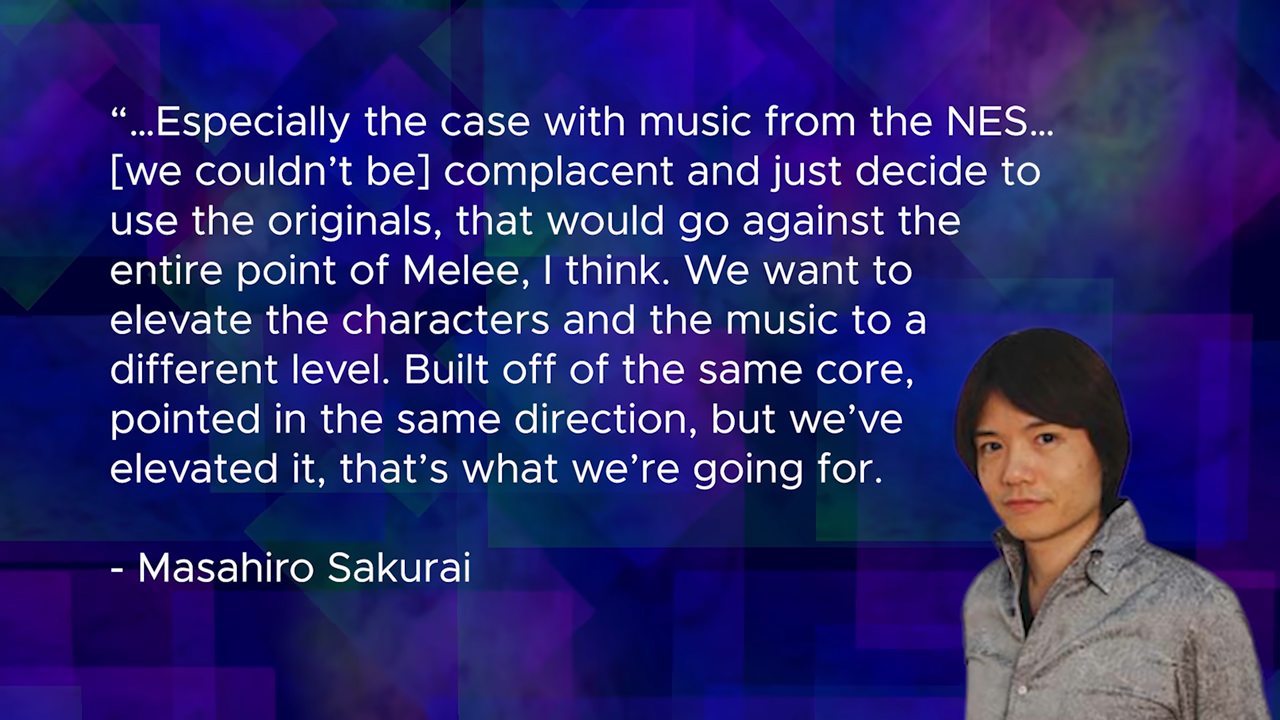 “...Especially the case with music from the NES...
[we couldn’t be] complacent and just decide to
use the originals, that would go against the
entire point of Melee, I think. We want to
elevate the characters and the music to a
different level. Built off of the same core,
pointed in the same direction, but we’ve
elevated it, that’s what we’re going for.
- Masahiro Sakurai